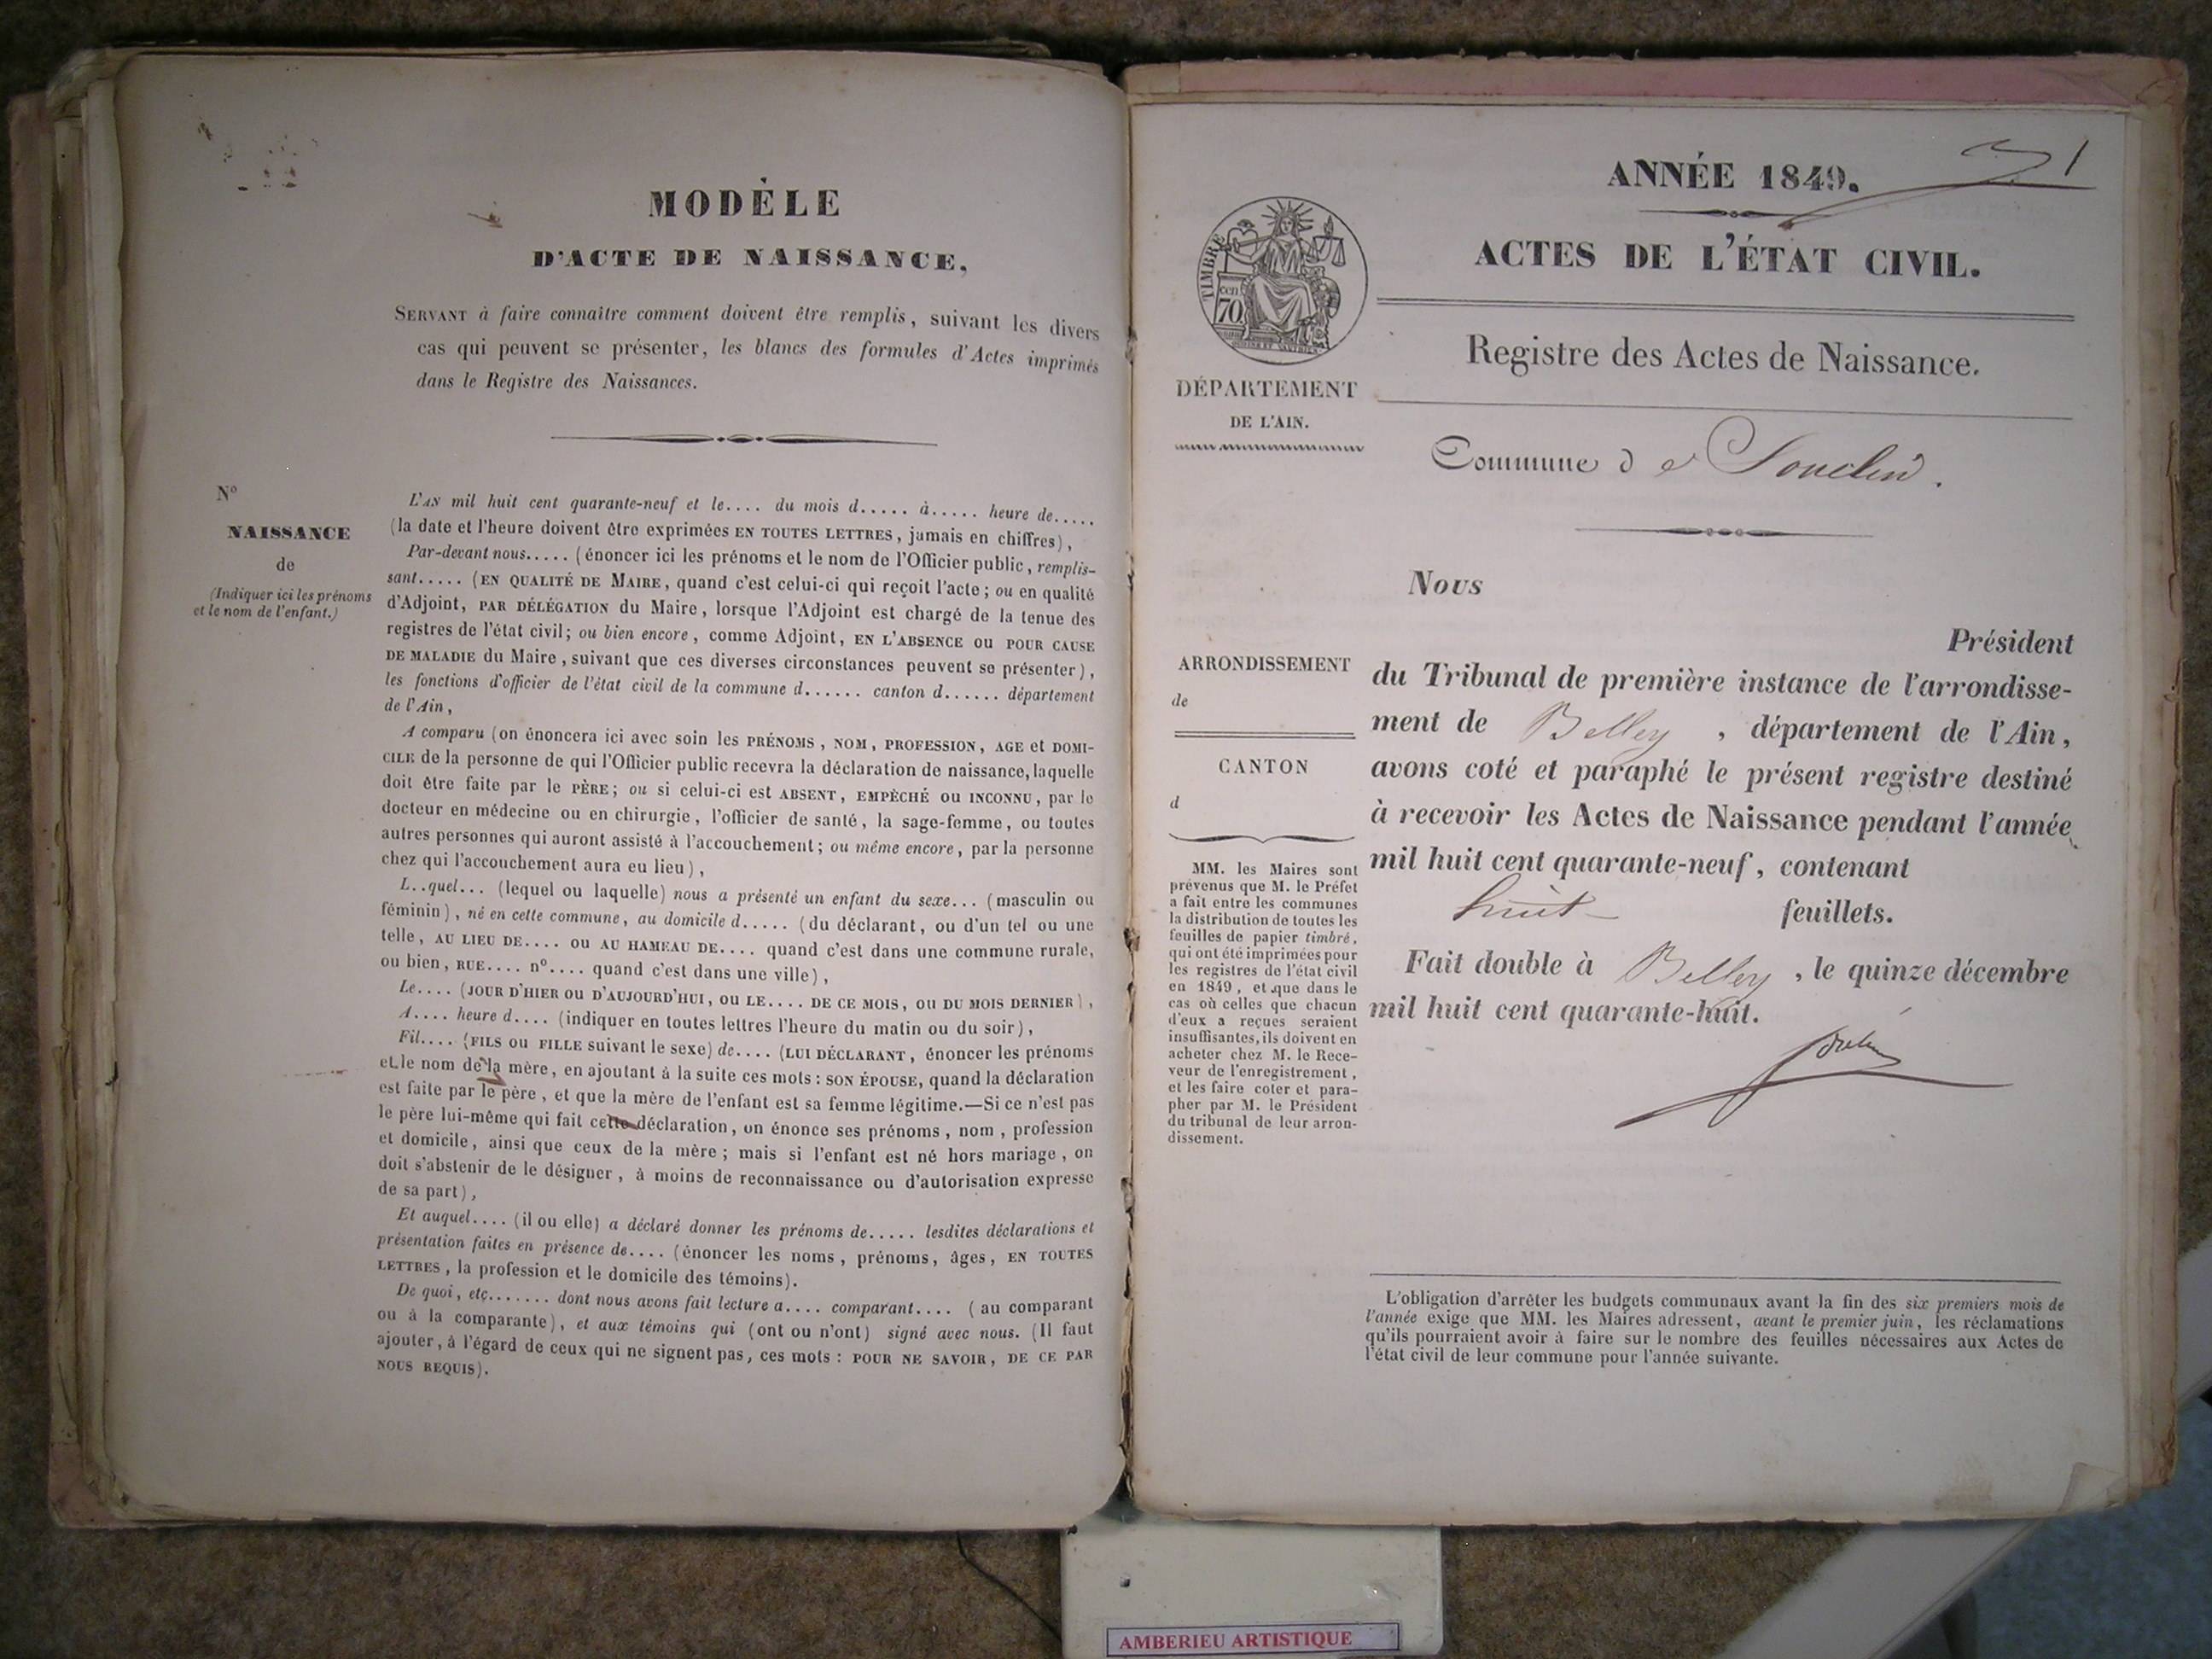 MODÈLE
D'ACTE DE NAISSANCE,
SERVANT à faire connaître comment doivent être remplis, suivant les divers
cas qui peuvent se présenter, les blancs des formules d'Actes imprimés
dans le Registre des Naissances.
N°
NAISSANCE
de
(Indiquer ici les prénoms
et le nom de l'enfant.)
L'AN mil huit cent quarante-neuf et le.... du mois d..... à..... heure de.....
(la date et l'heure doivent être exprimées EN TOUTES LETTRES, jamais en chiffres),
Par-devant nous..... (énoncer ici les prénoms et le nom de l'Officier public, remplis-
sant..... (EN QUALITÉ DE MAIRE, quand c'est celui-ci qui reçoit l'acte; ou en qualité
d'Adjoint, PAR DÉLÉGATION du Maire, lorsque l'Adjoint est chargé de la tenue des
registres de l'état civil; ou bien encore, comme Adjoint, EN L'ABSENCE OU POUR CAUSE
DE MALADIE du Maire, suivant que ces diverses circonstances peuvent se présenter),
les fonctions d'officier de l'état civil de la commune d...... canton d...... département
de l'Ain,
A comparu (on énoncera ici avec soin les PRÉNOMS, NOM, PROFESSION, AGE et DOMI-
CILE de la personne de qui l'Officier public recevra la déclaration de naissance, laquelle
doit être faite par le PÈRE; ou si celui-ci est ABSENT, EMPÈCHÉ OU INCONNU, par le
docteur en médecine ou en chirurgie, l'officier de santé, la sage-femme, ou toutes
autres personnes qui auront assisté à l'accouchement; ou même encore, par la personne
chez qui l'accouchement aura eu lieu),
L..quel... (lequel ou laquelle) nous a présenté un enfant du sexe... (masculin ou
féminin), né en cette commune, au domicile d..... (du déclarant, ou d'un tel ou une
telle, AU LIEU DE.... OU AU HAMEAU DE.... quand c'est dans une commune rurale,
ou bien, RUE.... n°.... quand c'est dans une ville),
Le.... (JOUR D'HIER OU D'AUJOURD'HUI, OU LE.... DE CE MOIS, OU DU MOIS DERNIER),
A.... heure d.... (indiquer en toutes lettres l'heure du matin ou du soir),
Fil.... (FILS ou FILLE suivant le sexe) de.... (LUI DÉCLARANT, énoncer les prénoms
et le nom de la mère, en ajoutant à la suite ces mots: SON ÉPOUSE, quand la déclaration
est faite par le père, et que la mère de l'enfant est sa femme légitime.—Si ce n'est pas
le père lui-même qui fait cette déclaration, on énonce ses prénoms, nom, profession
et domicile, ainsi que ceux de la mère; mais si l'enfant est né hors mariage, on
doit s'abstenir de le désigner, à moins de reconnaissance ou d'autorisation expresse
de sa part),
Et auquel.... (il ou elle) a déclaré donner les prénoms de..... lesdites déclarations et
présentation faites en présence de.... (énoncer les noms, prénoms, âges, EN TOUTES
LETTRES, la profession et le domicile des témoins).
De quoi, etc....... dont nous avons fait lecture a.... comparant.... (au comparant
ou à la comparante), et aux témoins qui (ont ou n'ont) signé avec nous. (Il faut
ajouter, à l'égard de ceux qui ne signent pas, ces mots: POUR NE SAVOIR, DE CE PAR
NOUS REQUIS).
ANNÉE 1849.
1
ACTES DE L'ÉTAT CIVIL.
TIMBRE
cen
70
Registre des Actes de Naissance.
DÉPARTEMENT
DE L'AIN.
Commune de Souclin.
Nous
Président
du Tribunal de première instance de l'arrondisse-
ment de Belley, département de l'Ain,
avons coté et paraphé le présent registre destiné
à recevoir les Actes de Naissance pendant l'année
mil huit cent quarante-neuf, contenant
huit feuillets.
Fait double à Belley, le quinze décembre
mil huit cent quarante-huit.
ARRONDISSEMENT
de
CANTON
d
MM. les Maires sont
prévenus que M. le Préfet
a fait entre les communes
la distribution de toutes les
feuilles de papier timbré,
qui ont été imprimées pour
les registres de l'état civil
en 1849, et que dans le
cas où celles que chacun
d'eux a reçues seraient
insuffisantes, ils doivent en
acheter chez M. le Rece-
veur de l'enregistrement,
et les faire coter et para-
pher par M. le Président
du tribunal de leur arron-
dissement.
L'obligation d'arrêter les budgets communaux avant la fin des six premiers mois de
l'année exige que MM. les Maires adressent, avant le premier juin, les réclamations
qu'ils pourraient avoir à faire sur le nombre des feuilles nécessaires aux Actes de
l'état civil de leur commune pour l'année suivante.
AMBERIEU ARTISTIQUE